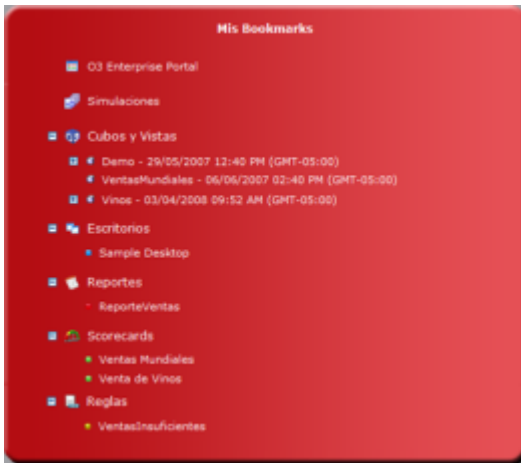 Mis Bookmarks
O3 Enterprise Portal
Simulaciones
Cubos y Vistas
Demo - 29/05/2007 12:40 PM (GMT-05:00)
VentasMundiales - 06/06/2007 02:40 PM (GMT-05:00)
Vinos - 03/04/2008 09:52 AM (GMT-05:00)
Escritorios
Sample Desktop
Reportes
ReporteVentas
Scorecards
Ventas Mundiales
Venta de Vinos
Reglas
VentasInsuficientes